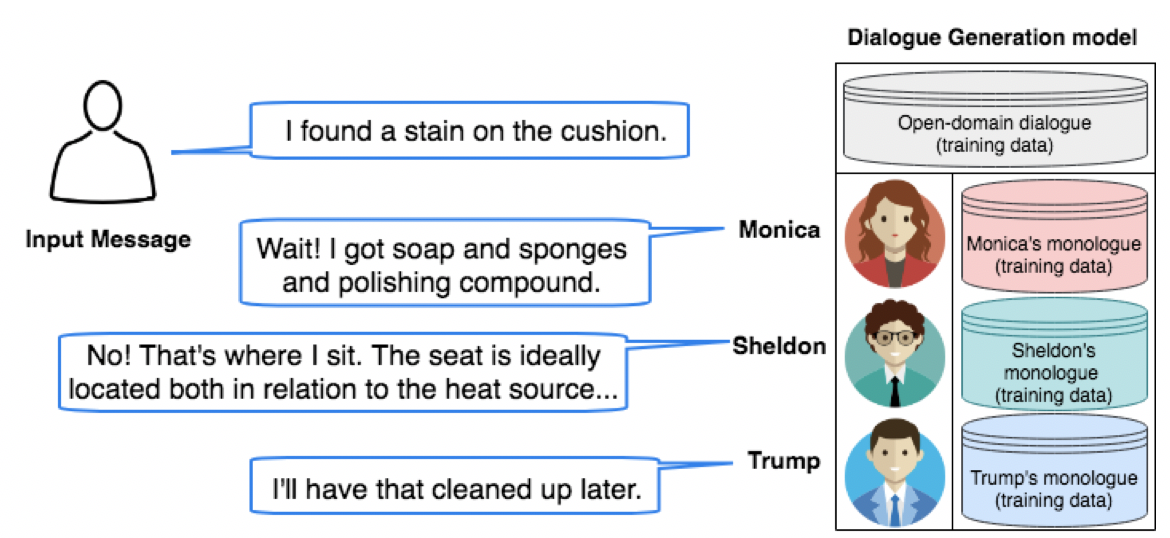 Dialogue Generation model
Open-domain dialogue
(training data)
I found a stain on the cushion.
Input Message
Wait! I got soap and sponges
and polishing compound.
Monica
Monica's monologue
(training data)
No! That's where I sit. The seat is ideally
located both in relation to the heat source...
Sheldon
Sheldon's
monologue
(training data)
I'll have that cleaned up later.
Trump
Trump's monologue
(training data)